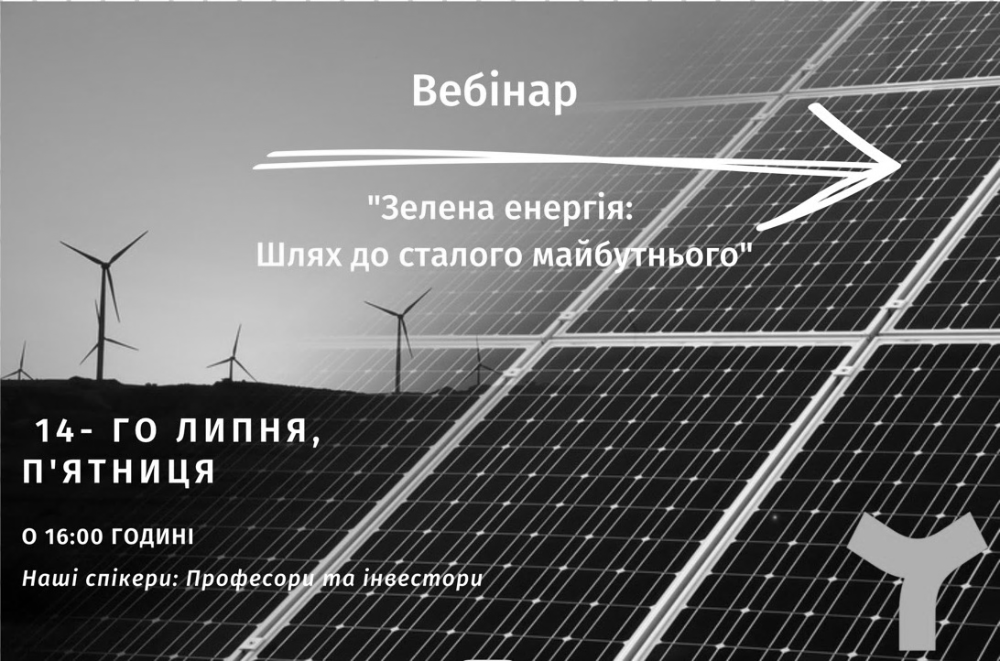 Вебінар
"Зелена енергія:
Шлях до сталого майбутнього"
14- ГО ЛИПНЯ,
П'ЯТНИЦЯ
О 16:00 ГОДИНІ
Наші спікери: Професори та інвестори